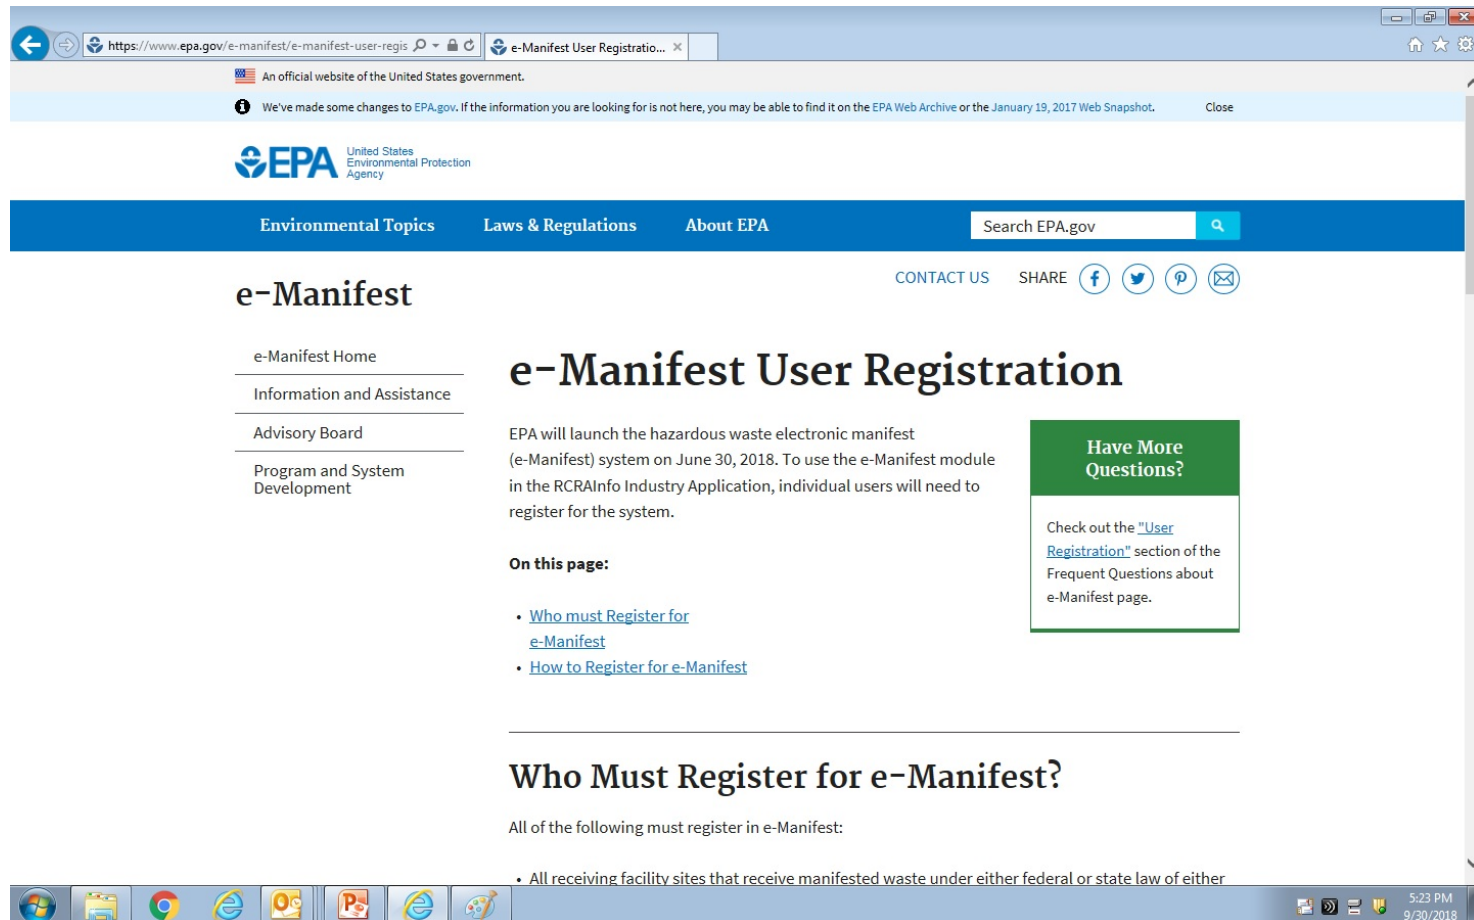 https://www.epa.gov/e-manifest/e-manifest-user-regis
e-Manifest User Registratio...
An official website of the United States government.
We've made some changes to EPA.gov. If the information you are looking for is not here, you may be able to find it on the EPA Web Archive or the January 19, 2017 Web Snapshot.
Close
EPA
United States
Environmental Protection
Agency
Environmental Topics
Laws & Regulations
About EPA
Search EPA.gov
CONTACT US
SHARE
e-Manifest
e-Manifest Home
Information and Assistance
Advisory Board
Program and System
Development
e-Manifest User Registration
EPA will launch the hazardous waste electronic manifest
(e-Manifest) system on June 30, 2018. To use the e-Manifest module
in the RCRAInfo Industry Application, individual users will need to
register for the system.
On this page:
• Who must Register for
e-Manifest
• How to Register for e-Manifest
Have More
Questions?
Check out the "User
Registration" section of the
Frequent Questions about
e-Manifest page.
Who Must Register for e-Manifest?
All of the following must register in e-Manifest:
• All receiving facility sites that receive manifested waste under either federal or state law of either
5:23 PM
9/30/2018